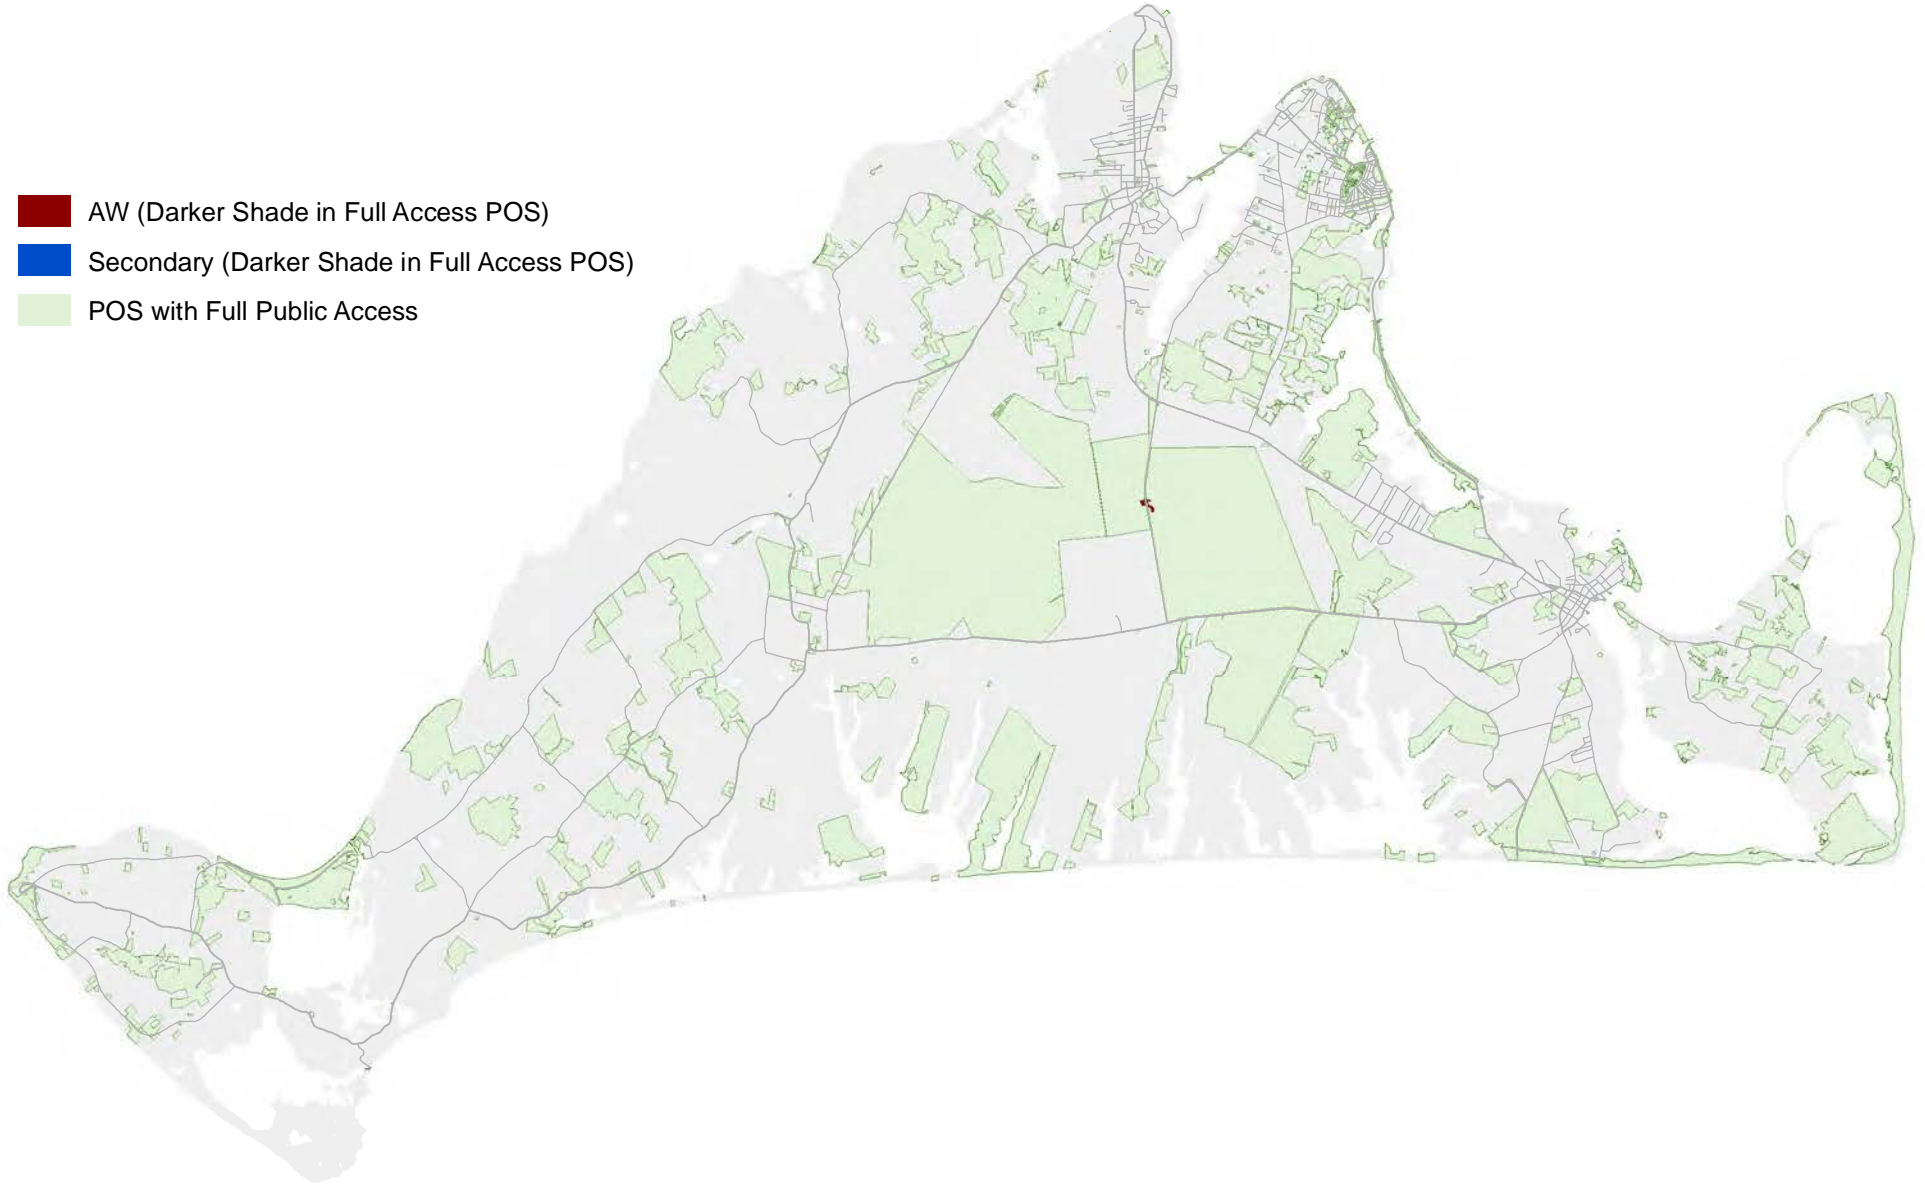 AW (Darker Shade in Full Access POS)
Secondary (Darker Shade in Full Access POS)
POS with Full Public Access